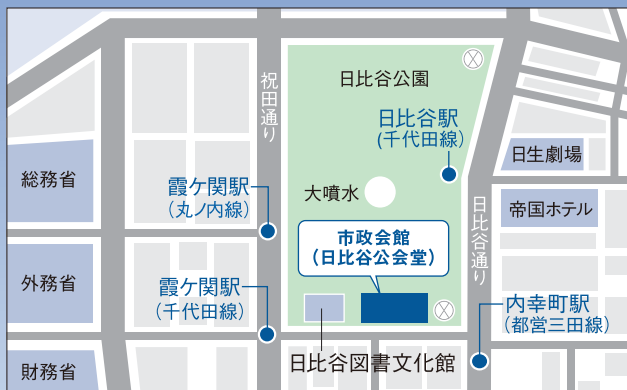 日比谷公園
祝田通り
日比谷駅
(千代田線)
日生劇場
総務省
霞ケ関駅
(丸ノ内線)
大噴水
帝国ホテル
日比谷通り
市政会館
(日比谷公会堂)
外務省
霞ケ関駅
(千代田線)
内幸町駅
(都営三田線)
日比谷図書文化館
財務省